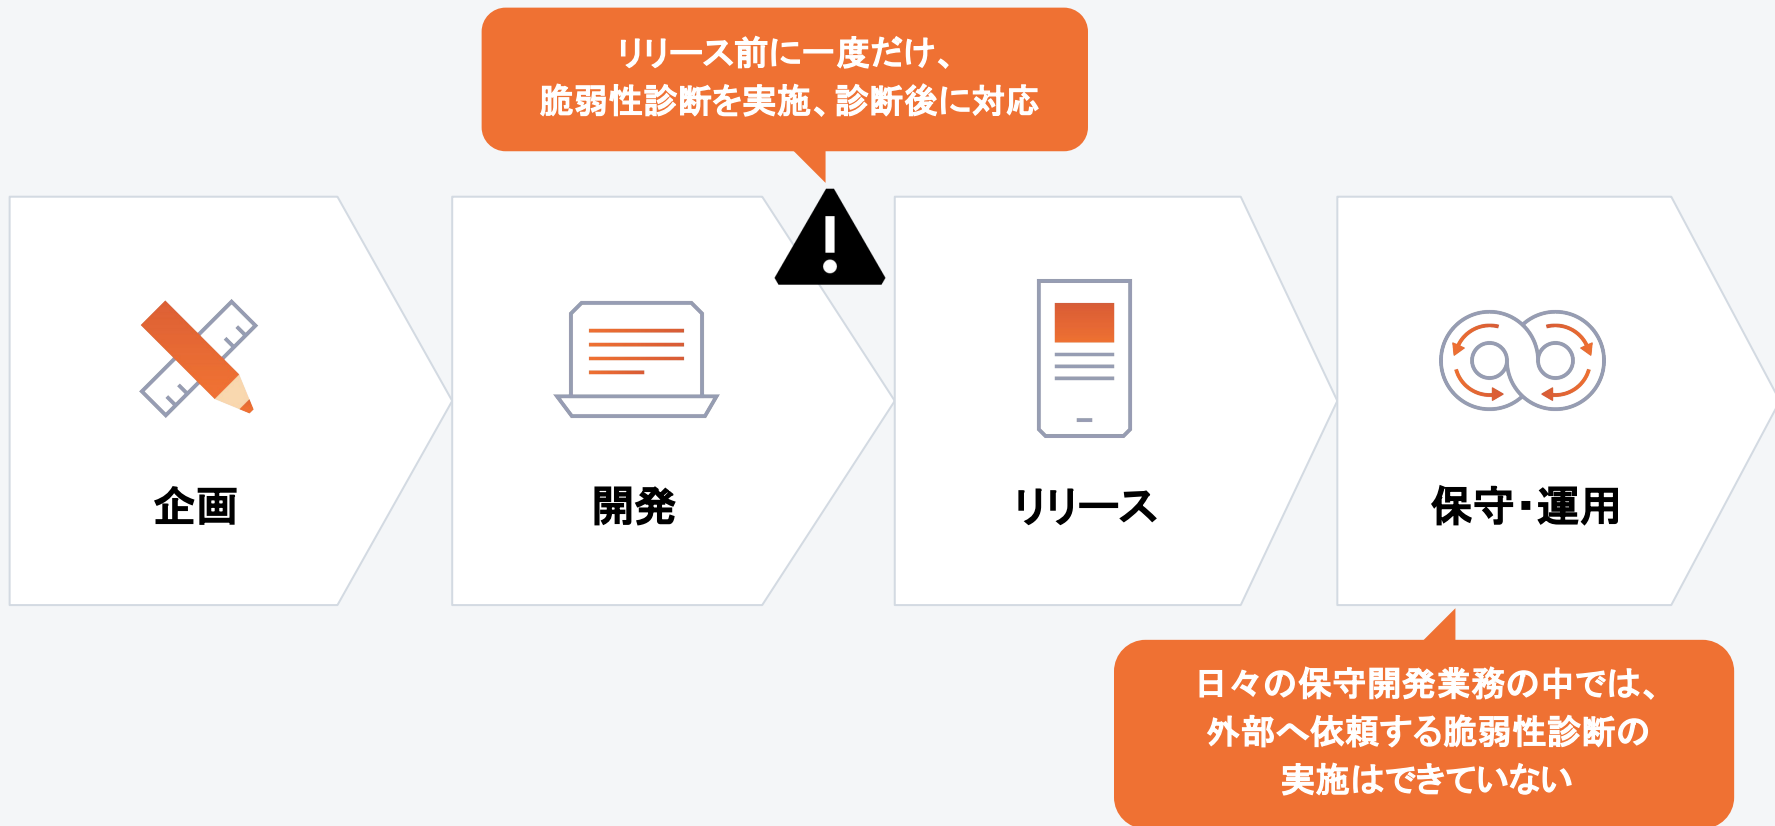 リリース前に一度だけ、
脆弱性診断を実施、診断後に対応
企画
開発
リリース
保守・運用
日々の保守開発業務の中では、
外部へ依頼する脆弱性診断の
実施はできていない